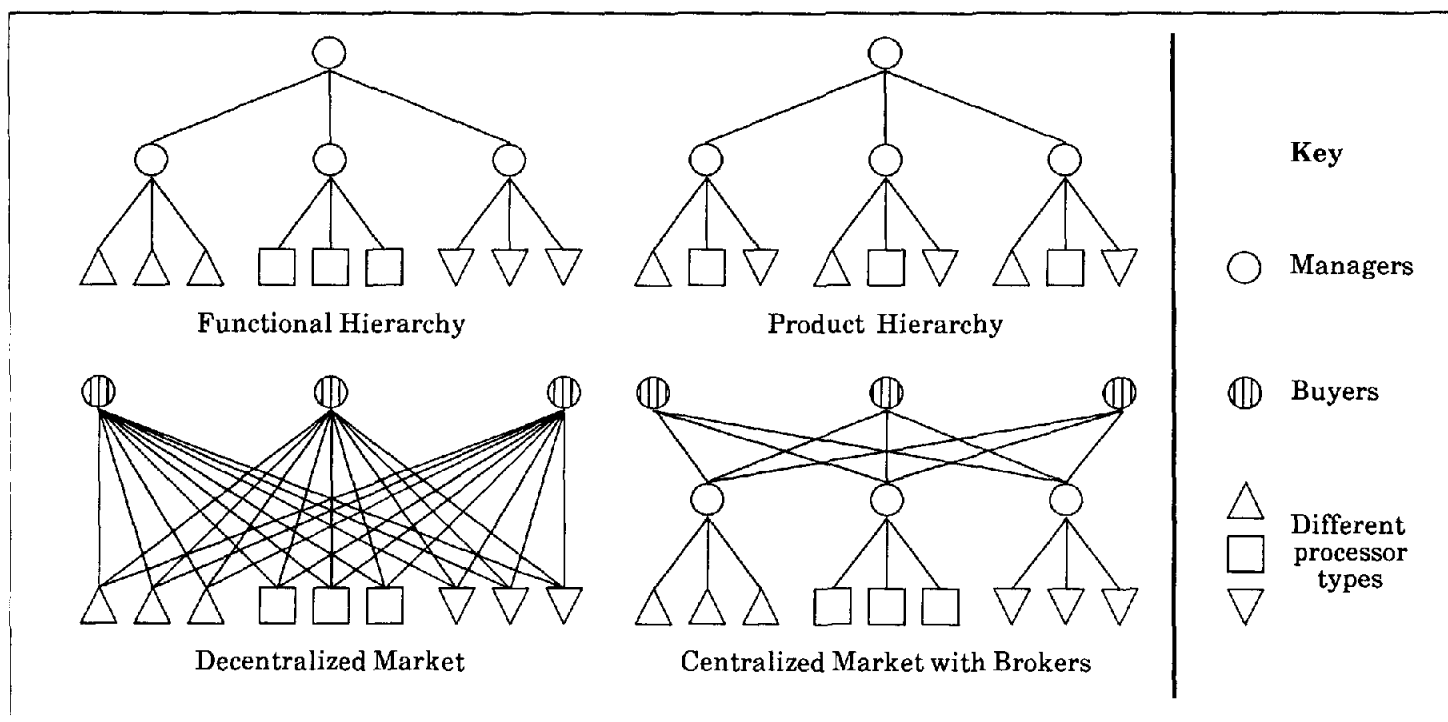 Functional Hierarchy
Product Hierarchy
Decentralized Market
Centralized Market with Brokers
Key
Managers
Buyers
Different
processor
types